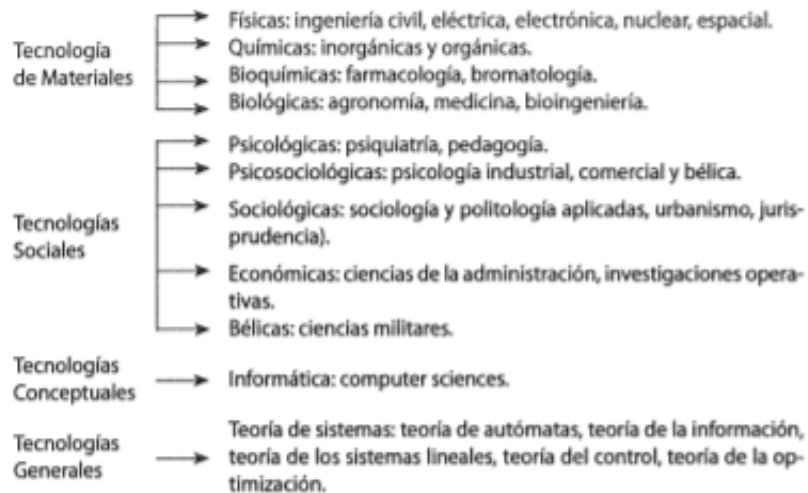 Tecnología
de Materiales
Físicas: ingeniería civil, eléctrica, electrónica, nuclear, espacial.
Químicas: inorgánicas y orgánicas.
Bioquímicas: farmacología, bromatología.
Biológicas: agronomía, medicina, bioingeniería.
Tecnologías
Sociales
Psicológicas: psiquiatría, pedagogía.
Psicosociológicas: psicología industrial, comercial y bélica.
Sociológicas: sociología y politología aplicadas, urbanismo, juris-
prudencia).
Económicas: ciencias de la administración, investigaciones opera-
tivas.
Bélicas: ciencias militares.
Tecnologías
Conceptuales
Informática: computer sciences.
Tecnologías
Generales
Teoría de sistemas: teoría de autómatas, teoría de la información,
teoría de los sistemas lineales, teoría del control, teoría de la op-
timización.